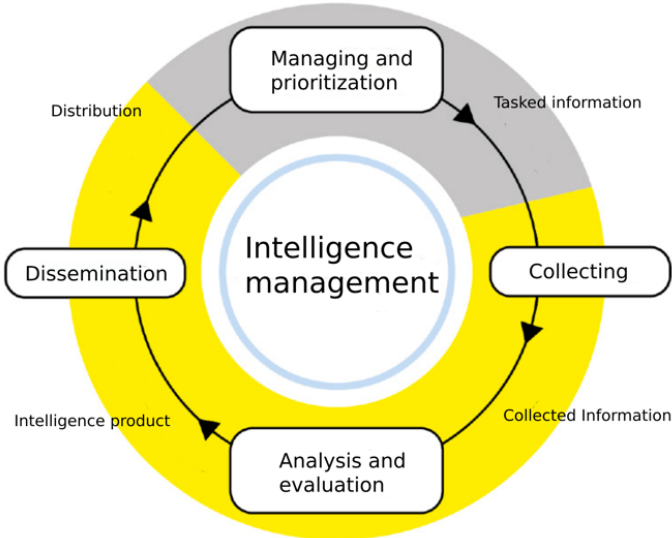 Managing and
prioritization
Distribution
Tasked information
Intelligence
management
Dissemination
Collecting
Intelligence product
Collected Information
Analysis and
evaluation